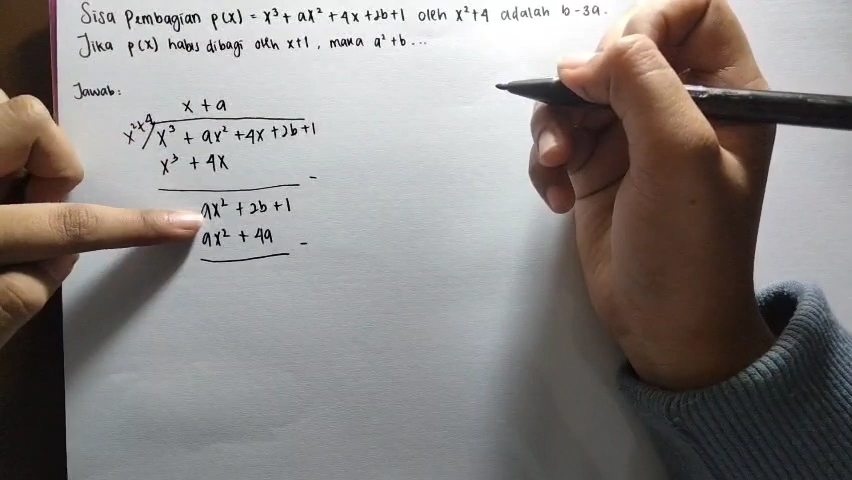 Sisa Pembagian p(x) = x³ + ax² + 4x + 2b + 1 oleh x² + 4 adalah b - 3a.
Jika p(x) habis dibagi oleh x+1, maka a² + b ...
Jawab:
x + a
x²+4 / x³ + ax² + 4x + 2b + 1
x³ + 4x
-
ax² + 2b + 1
ax² + 4a
-